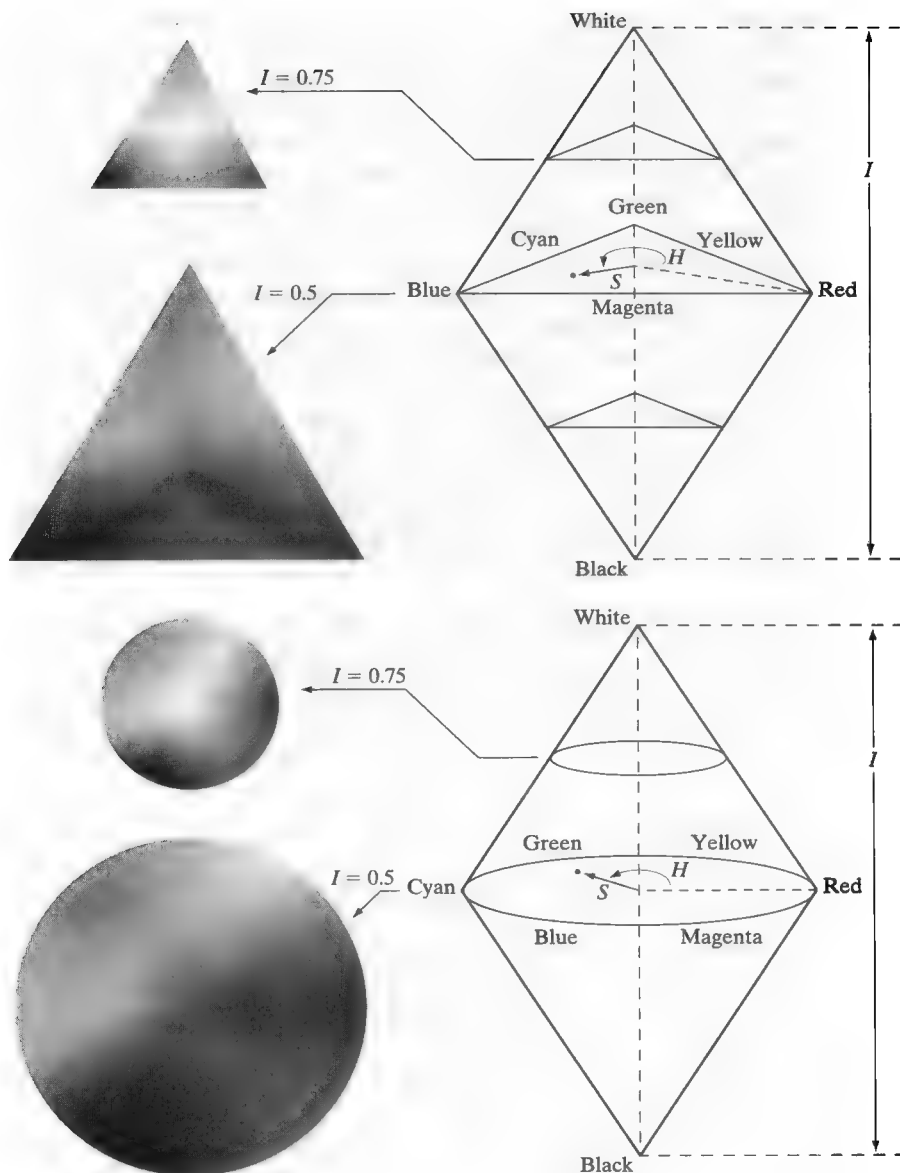 White
I = 0.75
I
Green
Cyan
Yellow
H
S
I = 0.5
Blue
Red
Magenta
Black
White
I = 0.75
I
Green
Yellow
H
S
I = 0.5
Cyan
Red
Blue
Magenta
Black